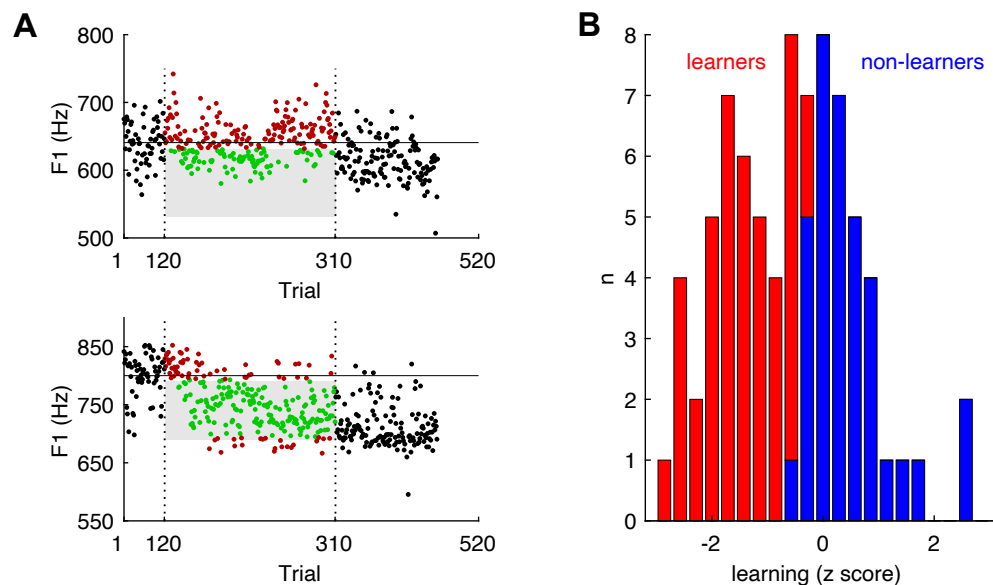 A
F1 (Hz)
800
700
600
500
1 120 310 520
Trial
F1 (Hz)
850
750
650
550
1 120 310 520
Trial
B
learners non-learners
n
8
7
6
5
4
3
2
1
0
-2 0 2
learning (z score)